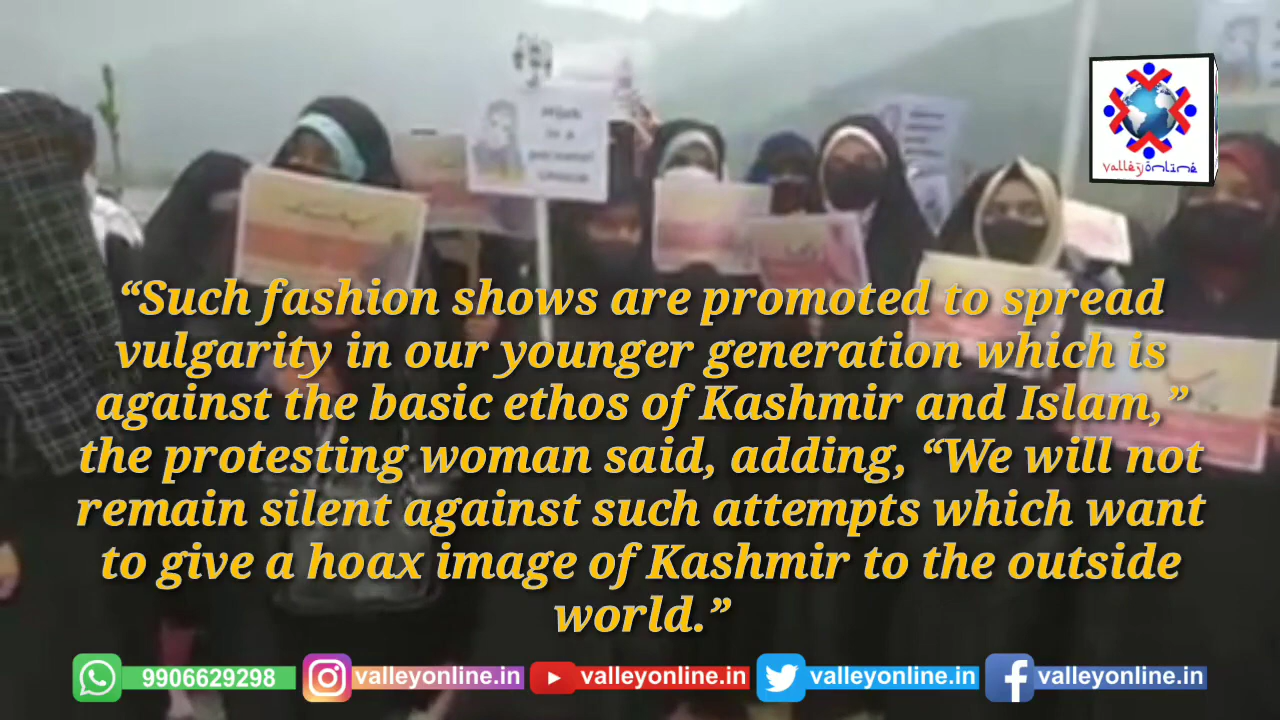 valleyonline
“Such fashion shows are promoted to spread
vulgarity in our younger generation which is
against the basic ethos of Kashmir and Islam,”
the protesting woman said, adding, “We will not
remain silent against such attempts which want
to give a hoax image of Kashmir to the outside
world.”
9906629298
valleyonline.in
valleyonline.in
valleyonline.in
valleyonline.in